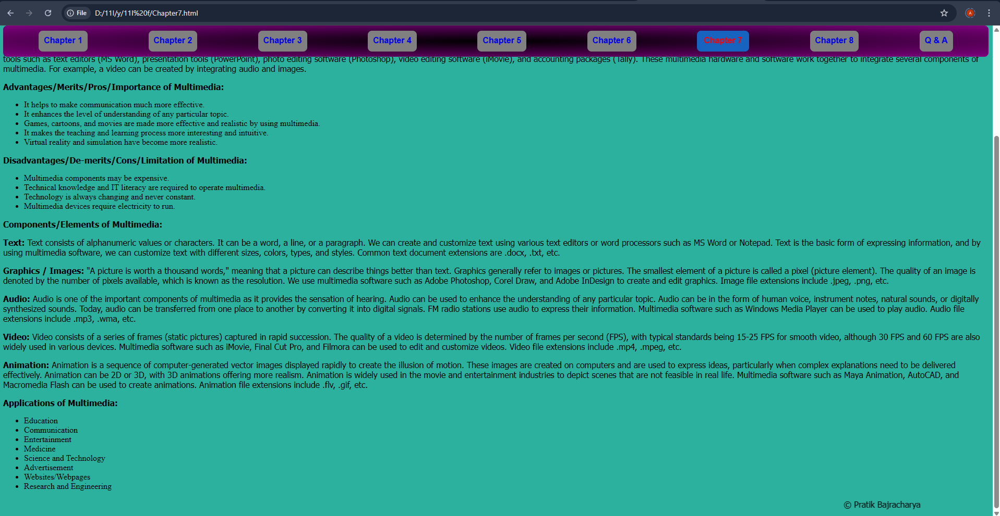 File D:/11I/y/11I%20f/Chapter7.html
A
Chapter 1 Chapter 2 Chapter 3 Chapter 4 Chapter 5 Chapter 6 Chapter 7 Chapter 8 Q & A
tools such as text editors (MS Word), presentation tools (PowerPoint), photo editing software (Photoshop), video editing software (iMovie), and accounting packages (Tally). These multimedia hardware and software work together to integrate several components of
multimedia. For example, a video can be created by integrating audio and images.
Advantages/Merits/Pros/Importance of Multimedia:
• It helps to make communication much more effective.
• It enhances the level of understanding of any particular topic.
• Games, cartoons, and movies are made more effective and realistic by using multimedia.
• It makes the teaching and learning process more interesting and intuitive.
• Virtual reality and simulation have become more realistic.
Disadvantages/De-merits/Cons/Limitation of Multimedia:
• Multimedia components may be expensive.
• Technical knowledge and IT literacy are required to operate multimedia.
• Technology is always changing and never constant.
• Multimedia devices require electricity to run.
Components/Elements of Multimedia:
Text: Text consists of alphanumeric values or characters. It can be a word, a line, or a paragraph. We can create and customize text using various text editors or word processors such as MS Word or Notepad. Text is the basic form of expressing information, and by
using multimedia software, we can customize text with different sizes, colors, types, and styles. Common text document extensions are .docx, .txt, etc.
Graphics / Images: "A picture is worth a thousand words," meaning that a picture can describe things better than text. Graphics generally refer to images or pictures. The smallest element of a picture is called a pixel (picture element). The quality of an image is
denoted by the number of pixels available, which is known as the resolution. We use multimedia software such as Adobe Photoshop, Corel Draw, and Adobe InDesign to create and edit graphics. Image file extensions include .jpeg, .png, etc.
Audio: Audio is one of the important components of multimedia as it provides the sensation of hearing. Audio can be used to enhance the understanding of any particular topic. Audio can be in the form of human voice, instrument notes, natural sounds, or digitally
synthesized sounds. Today, audio can be transferred from one place to another by converting it into digital signals. FM radio stations use audio to express their information. Multimedia software such as Windows Media Player can be used to play audio. Audio file
extensions include .mp3, .wma, etc.
Video: Video consists of a series of frames (static pictures) captured in rapid succession. The quality of a video is determined by the number of frames per second (FPS), with typical standards being 15-25 FPS for smooth video, although 30 FPS and 60 FPS are also
widely used in various devices. Multimedia software such as iMovie, Final Cut Pro, and Filmora can be used to edit and customize videos. Video file extensions include .mp4, .mpeg, etc.
Animation: Animation is a sequence of computer-generated vector images displayed rapidly to create the illusion of motion. These images are created on computers and are used to express ideas, particularly when complex explanations need to be delivered
effectively. Animation can be 2D or 3D, with 3D animations offering more realism. Animation is widely used in the movie and entertainment industries to depict scenes that are not feasible in real life. Multimedia software such as Maya Animation, AutoCAD, and
Macromedia Flash can be used to create animations. Animation file extensions include .flv, .gif, etc.
Applications of Multimedia:
• Education
• Communication
• Entertainment
• Medicine
• Science and Technology
• Advertisement
• Websites/Webpages
• Research and Engineering
© Pratik Bajracharya